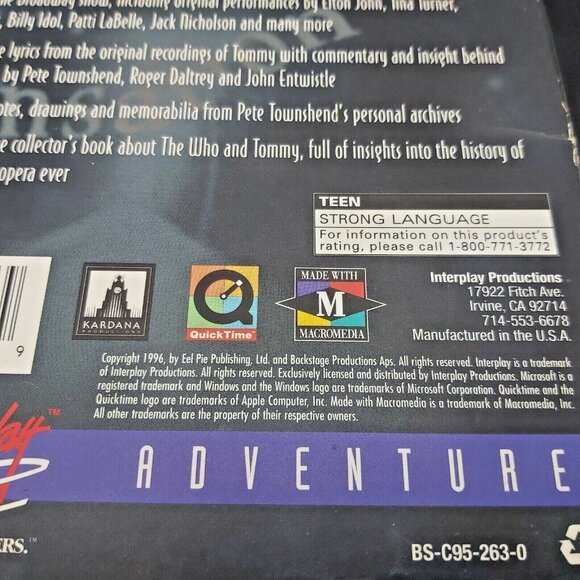 Broadway show, including original performances by Elton John, Tina Turner,
, Billy Idol, Patti LaBelle, Jack Nicholson and many more
lyrics from the original recordings of Tommy with commentary and insight behind
by Pete Townshend, Roger Daltrey and John Entwistle
otes, drawings and memorabilia from Pete Townshend's personal archives
e collector's book about The Who and Tommy, full of insights into the history of
opera ever
TEEN
STRONG LANGUAGE
For information on this product's
rating, please call 1-800-771-3772
9
KARDANA
PRODUCTIONS
QuickTime
MADE WITH
M
MACROMEDIA
Interplay Productions
17922 Fitch Ave.
Irvine, CA 92714
714-553-6678
Manufactured in the U.S.A.
Copyright 1996, by Eel Pie Publishing, Ltd. and Backstage Productions Aps. All rights reserved. Interplay is a trademark
of Interplay Productions. All rights reserved. Exclusively licensed and distributed by Interplay Productions. Microsoft is a
registered trademark and Windows and the Windows logo are trademarks of Microsoft Corporation. Quicktime and the
Quicktime logo are trademarks of Apple Computer, Inc. Made with Macromedia is a trademark of Macromedia, Inc.
All other trademarks are the property of their respective owners.
ADVENTURE
ERS.™
BS-C95-263-0